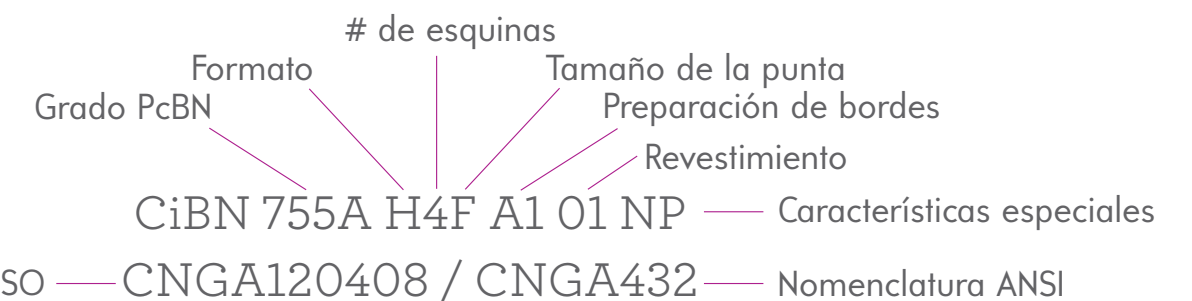 # de esquinas
Formato Tamaño de la punta
Grado PcBN Preparación de bordes
Revestimiento
CiBN 755A H4F A1 01 NP Características especiales
SO CNGA120408 / CNGA432 Nomenclatura ANSI